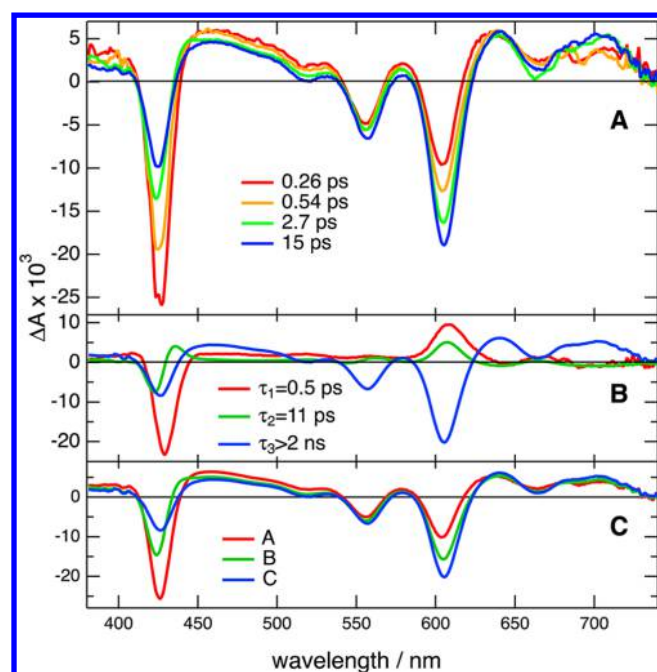 5
0
-5
-10
-15
-20
-25
A
0.26 ps
0.54 ps
2.7 ps
15 ps
ΔA x 10³
10
0
-10
-20
B
τ₁=0.5 ps
τ₂=11 ps
τ₃>2 ns
0
-10
-20
A
B
C
C
400 450 500 550 600 650 700
wavelength / nm